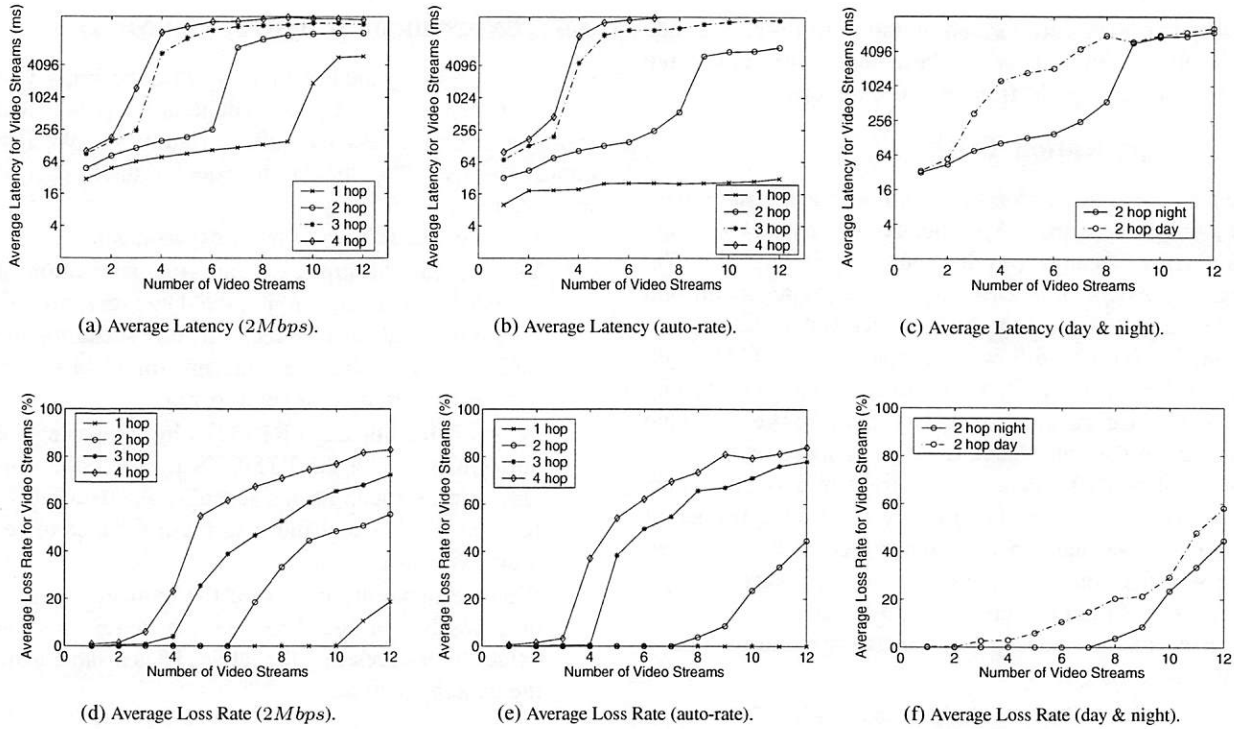 Average Latency for Video Streams (ms)
4096
1024
256
64
16
4
0 2 4 6 8 10 12
Number of Video Streams
1 hop
2 hop
3 hop
4 hop
(a) Average Latency (2Mbps).
Average Latency for Video Streams (ms)
4096
1024
256
64
16
4
0 2 4 6 8 10 12
Number of Video Streams
1 hop
2 hop
3 hop
4 hop
(b) Average Latency (auto-rate).
Average Latency for Video Streams (ms)
4096
1024
256
64
16
4
0 2 4 6 8 10 12
Number of Video Streams
2 hop night
2 hop day
(c) Average Latency (day & night).
Average Loss Rate for Video Streams (%)
100
80
60
40
20
0
0 2 4 6 8 10 12
Number of Video Streams
1 hop
2 hop
3 hop
4 hop
(d) Average Loss Rate (2Mbps).
Average Loss Rate for Video Streams (%)
100
80
60
40
20
0
0 2 4 6 8 10 12
Number of Video Streams
1 hop
2 hop
3 hop
4 hop
(e) Average Loss Rate (auto-rate).
Average Loss Rate for Video Streams (%)
100
80
60
40
20
0
0 2 4 6 8 10 12
Number of Video Streams
2 hop night
2 hop day
(f) Average Loss Rate (day & night).